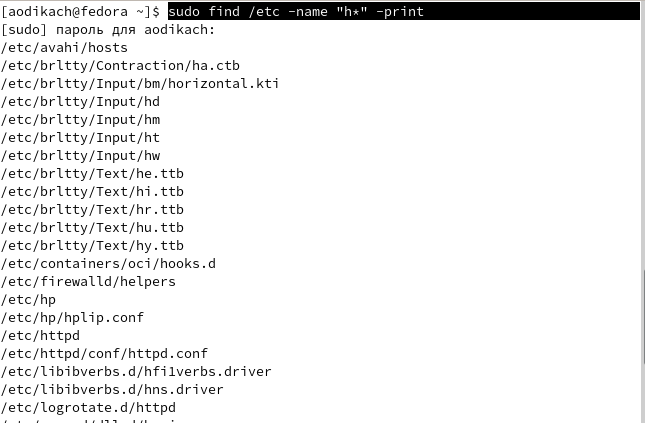 [aodikach@fedora ~]$ sudo find /etc -name "h*" -print
[sudo] пароль для aodikach:
/etc/avahi/hosts
/etc/brltty/Contraction/ha.ctb
/etc/brltty/Input/bm/horizontal.kti
/etc/brltty/Input/hd
/etc/brltty/Input/hm
/etc/brltty/Input/ht
/etc/brltty/Input/hw
/etc/brltty/Text/he.ttb
/etc/brltty/Text/hi.ttb
/etc/brltty/Text/hr.ttb
/etc/brltty/Text/hu.ttb
/etc/brltty/Text/hy.ttb
/etc/containers/oci/hooks.d
/etc/firewalld/helpers
/etc/hp
/etc/hp/hplip.conf
/etc/httpd
/etc/httpd/conf/httpd.conf
/etc/libibverbs.d/hfi1verbs.driver
/etc/libibverbs.d/hns.driver
/etc/logrotate.d/httpd